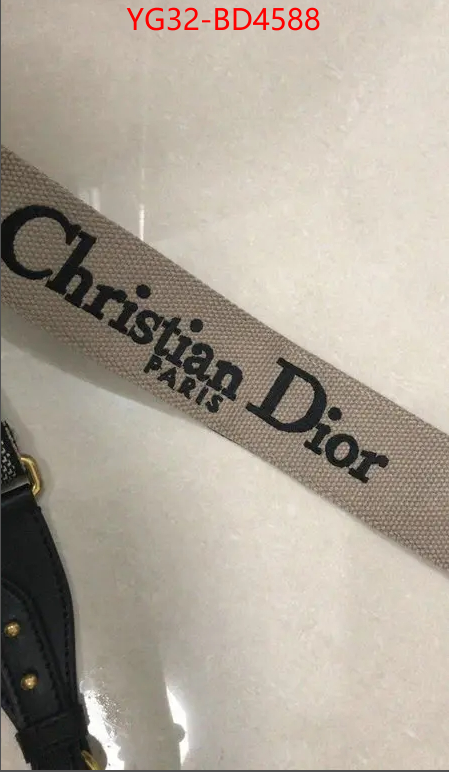 YG32-BD4588
Christian Dior
PARIS